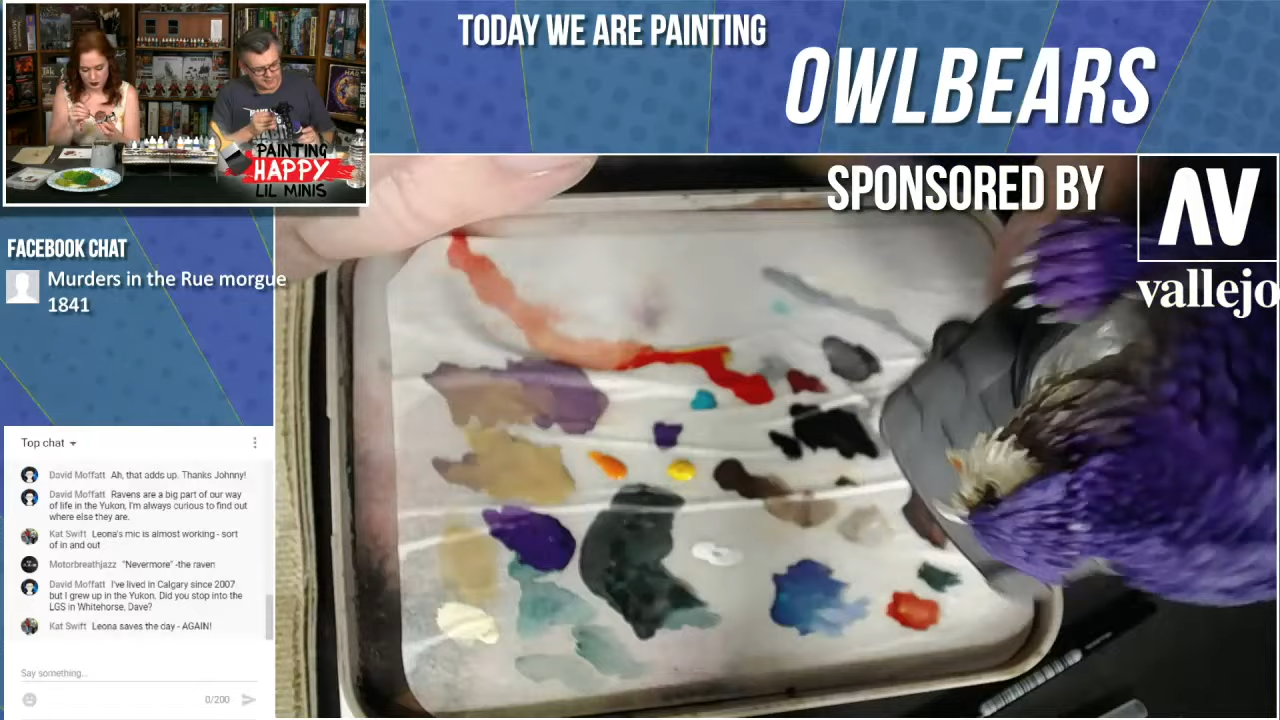 TODAY WE ARE PAINTING
OWLBEARS
SPONSORED BY
AV
vallejo
PAINTING
HAPPY
LIL MINIS
FACEBOOK CHAT
Murders in the Rue morgue
1841
Top chat
David Moffatt Ah, that adds up. Thanks Johnny!
David Moffatt Ravens are a big part of our way
of life in the Yukon, I'm always curious to find out
where else they are.
Kat Swift Leona's mic is almost working - sort
of in and out
Motorbreathjazz "Nevermore" -the raven
David Moffatt I've lived in Calgary since 2007
but I grew up in the Yukon. Did you stop into the
LGS in Whitehorse, Dave?
Kat Swift Leona saves the day - AGAIN!
Say something...
0/200